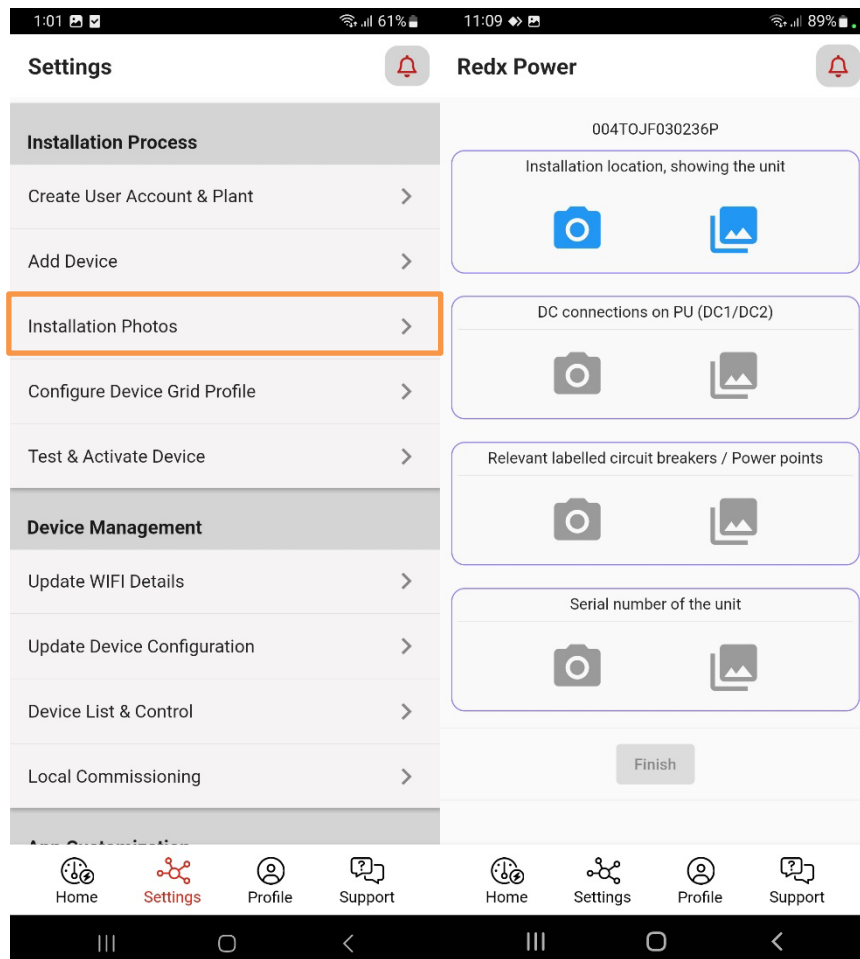 1:01 61%
Settings
Installation Process
Create User Account & Plant
Add Device
Installation Photos
Configure Device Grid Profile
Test & Activate Device
Device Management
Update WIFI Details
Update Device Configuration
Device List & Control
Local Commissioning
App Customization
Home Settings Profile Support
11:09 89%
Redx Power
004TOJF030236P
Installation location, showing the unit
DC connections on PU (DC1/DC2)
Relevant labelled circuit breakers / Power points
Serial number of the unit
Finish
Home Settings Profile Support